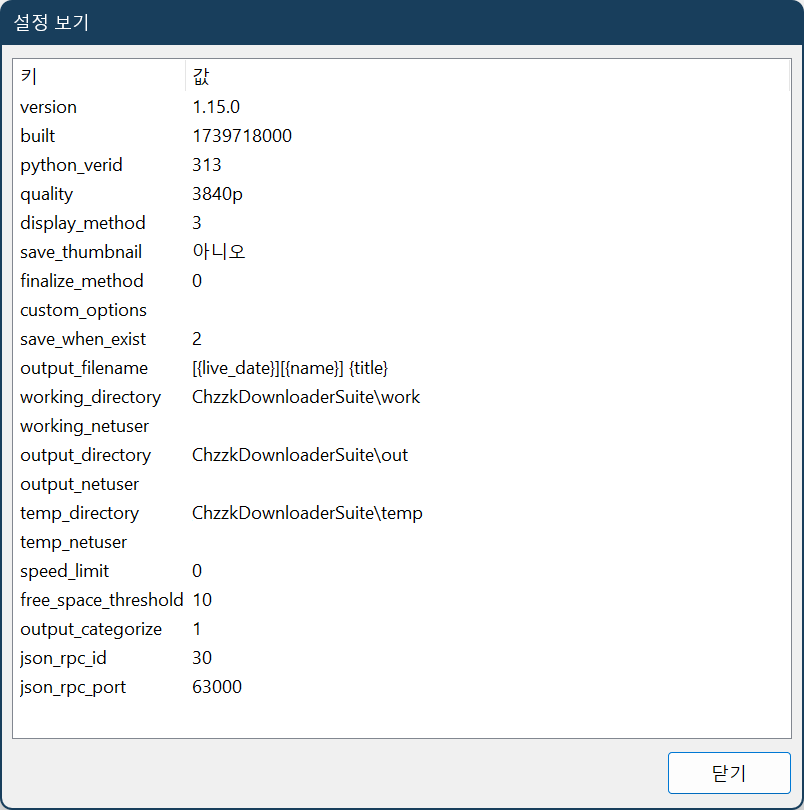 설정 보기
키 값
version 1.15.0
built 1739718000
python_verid 313
quality 3840p
display_method 3
save_thumbnail 아니오
finalize_method 0
custom_options
save_when_exist 2
output_filename [{live_date}][{name}] {title}
working_directory ChzzkDownloaderSuite\work
working_netuser
output_directory ChzzkDownloaderSuite\out
output_netuser
temp_directory ChzzkDownloaderSuite\temp
temp_netuser
speed_limit 0
free_space_threshold 10
output_categorize 1
json_rpc_id 30
json_rpc_port 63000
닫기